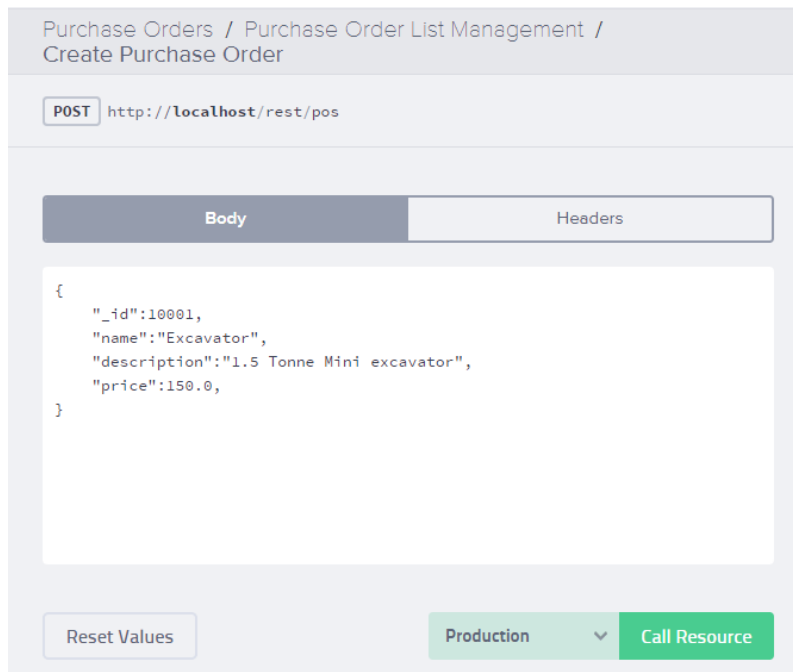 Purchase Orders / Purchase Order List Management /
Create Purchase Order
POST http://localhost/rest/pos
Body Headers
{
    "_id":10001,
    "name":"Excavator",
    "description":"1.5 Tonne Mini excavator",
    "price":150.0,
}
Reset Values Production Call Resource